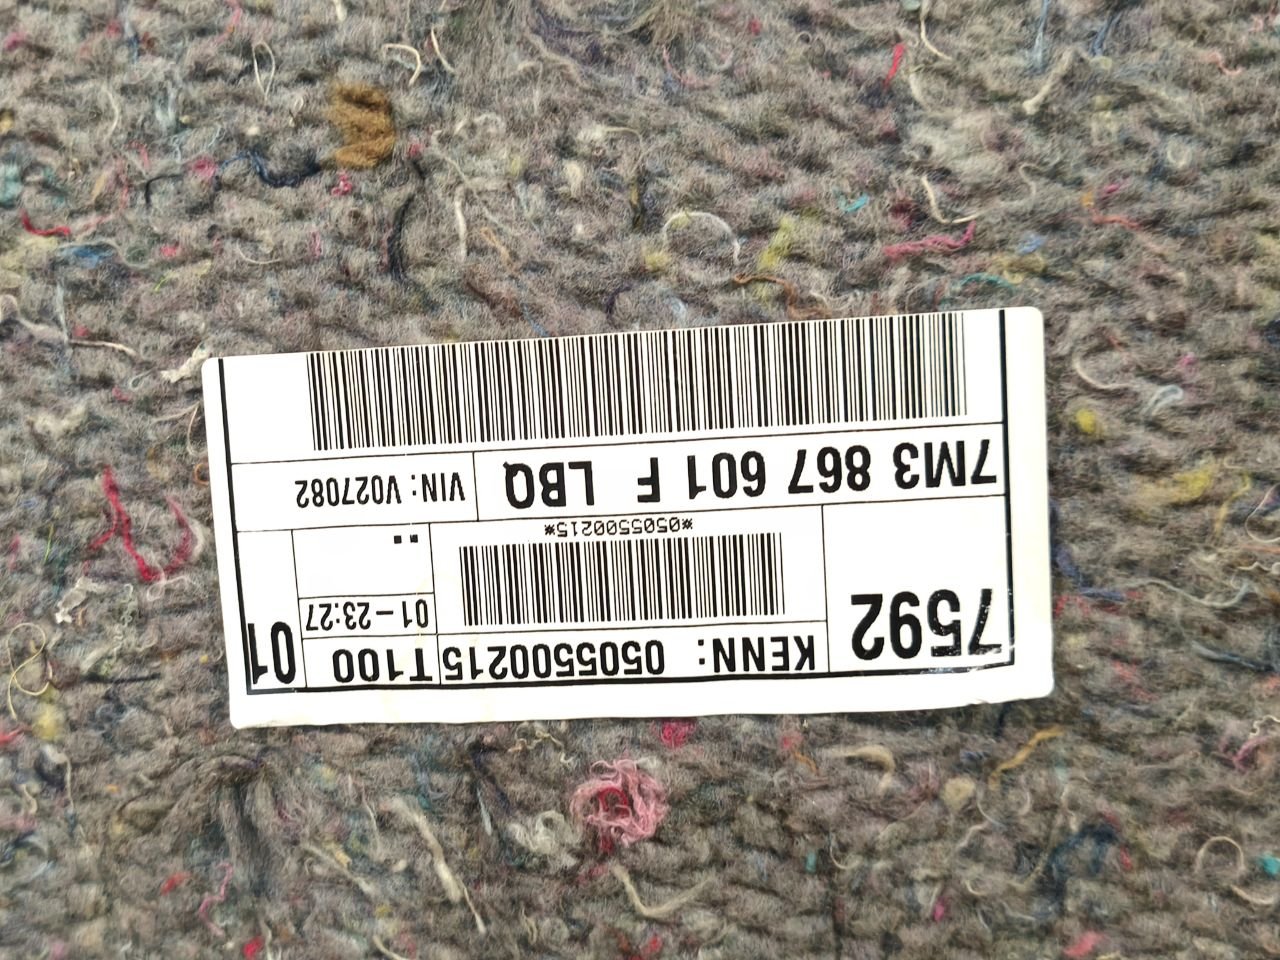 7592
KENN: 0505500215 T100
01
01-23:27
*0505500215*
7M3 867 601 F LBQ
VIN: V027082